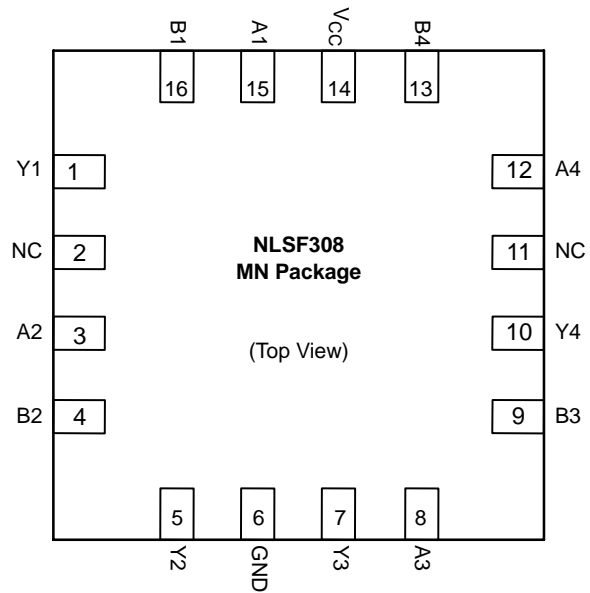 B1 A1 VCC B4
16 15 14 13
Y1 1 12 A4
NC 2 11 NC
NLSF308
MN Package
A2 3 10 Y4
(Top View)
B2 4 9 B3
5 6 7 8
Y2 GND Y3 A3